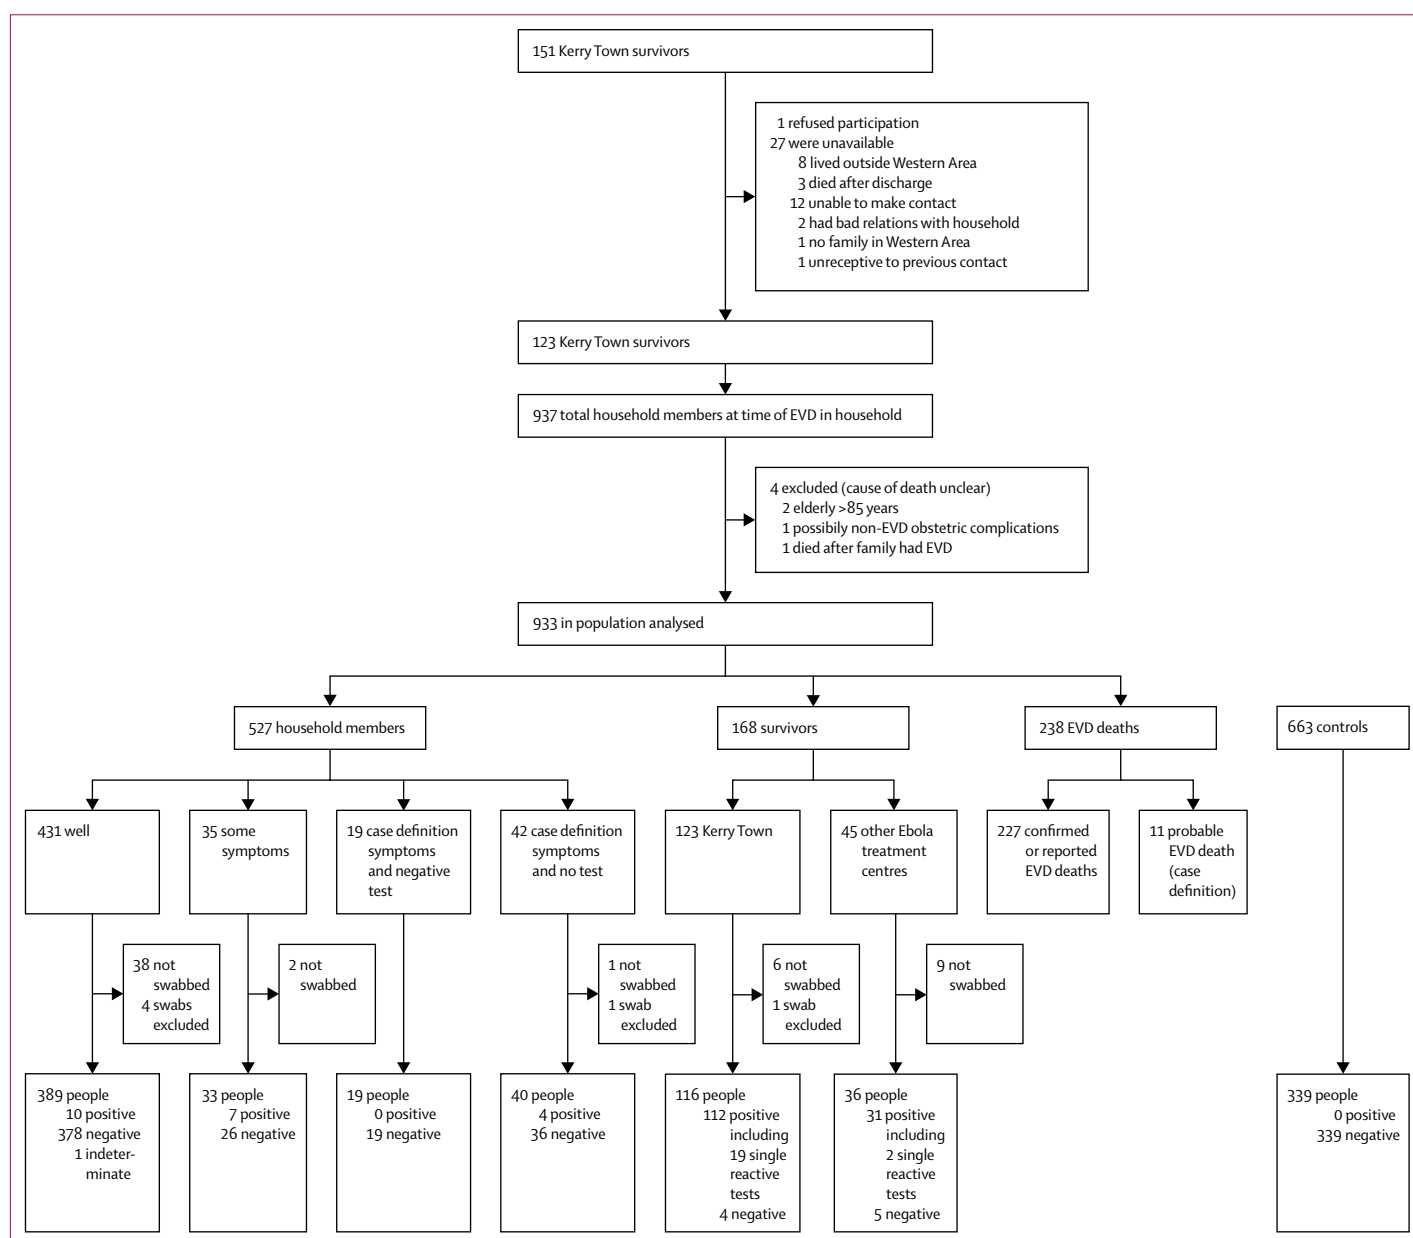 151 Kerry Town survivors
1 refused participation
27 were unavailable
8 lived outside Western Area
3 died after discharge
12 unable to make contact
2 had bad relations with household
1 no family in Western Area
1 unreceptive to previous contact
123 Kerry Town survivors
937 total household members at time of EVD in household
4 excluded (cause of death unclear)
2 elderly >85 years
1 possibily non-EVD obstetric complications
1 died after family had EVD
933 in population analysed
527 household members
168 survivors
238 EVD deaths
663 controls
431 well
35 some
symptoms
19 case definition
symptoms
and negative
test
42 case definition
symptoms
and no test
123 Kerry Town
45 other Ebola
treatment
centres
227 confirmed
or reported
EVD deaths
11 probable
EVD death
(case
definition)
38 not
swabbed
4 swabs
excluded
2 not
swabbed
1 not
swabbed
1 swab
excluded
6 not
swabbed
1 swab
excluded
9 not
swabbed
389 people
10 positive
378 negative
1 indeter-
minate
33 people
7 positive
26 negative
19 people
0 positive
19 negative
40 people
4 positive
36 negative
116 people
112 positive
including
19 single
reactive
tests
4 negative
36 people
31 positive
including
2 single
reactive
tests
5 negative
339 people
0 positive
339 negative